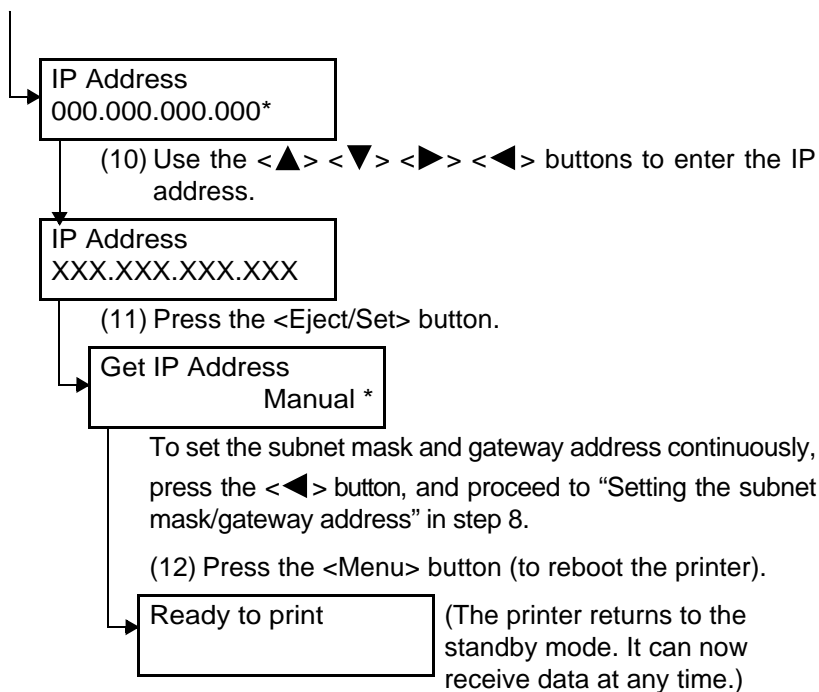 IP Address
000.000.000.000*
(10) Use the <▲> <▼> <▶> <◀> buttons to enter the IP
address.
IP Address
XXX.XXX.XXX.XXX
(11) Press the <Eject/Set> button.
Get IP Address
Manual *
To set the subnet mask and gateway address continuously,
press the <◀> button, and proceed to “Setting the subnet
mask/gateway address” in step 8.
(12) Press the <Menu> button (to reboot the printer).
Ready to print
(The printer returns to the
standby mode. It can now
receive data at any time.)